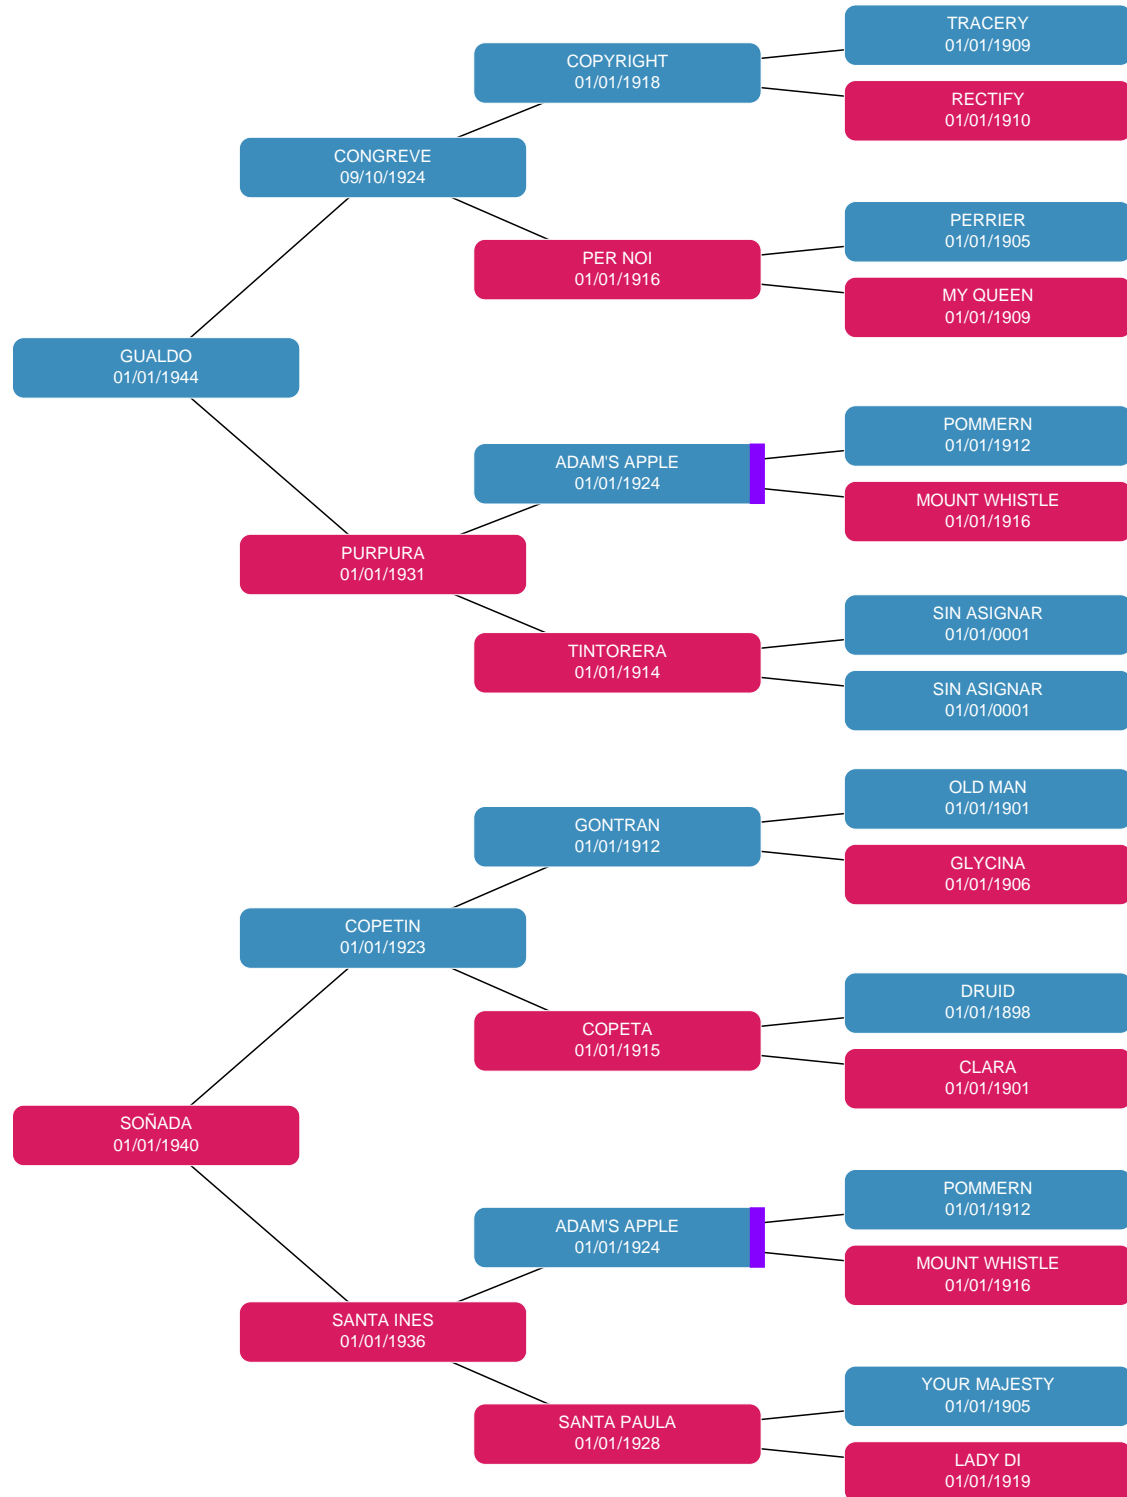 TRACERY
01/01/1909
COPYRIGHT
01/01/1918
RECTIFY
01/01/1910
CONGREVE
09/10/1924
PERRIER
01/01/1905
PER NOI
01/01/1916
MY QUEEN
01/01/1909
GUALDO
01/01/1944
POMMERN
01/01/1912
ADAM'S APPLE
01/01/1924
MOUNT WHISTLE
01/01/1916
PURPURA
01/01/1931
SIN ASIGNAR
01/01/0001
TINTORERA
01/01/1914
SIN ASIGNAR
01/01/0001
OLD MAN
01/01/1901
GONTRAN
01/01/1912
GLYCINA
01/01/1906
COPETIN
01/01/1923
DRUID
01/01/1898
COPETA
01/01/1915
CLARA
01/01/1901
SOÑADA
01/01/1940
POMMERN
01/01/1912
ADAM'S APPLE
01/01/1924
MOUNT WHISTLE
01/01/1916
SANTA INES
01/01/1936
YOUR MAJESTY
01/01/1905
SANTA PAULA
01/01/1928
LADY DI
01/01/1919